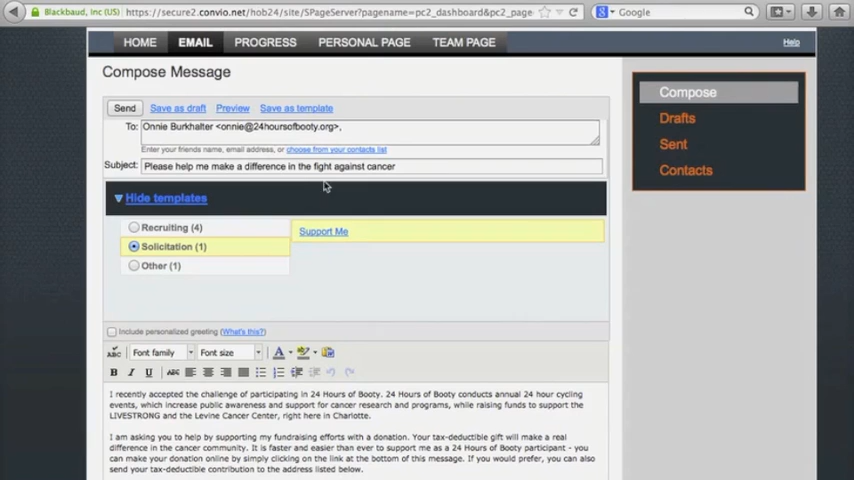 Blackbaud, Inc (US) https://secure2.convio.net/hob24/site/SPageServer?pagename=pc2_dashboard&pc2_page Google
HOME EMAIL PROGRESS PERSONAL PAGE TEAM PAGE Help
Compose Message
Send Save as draft Preview Save as template
To: Onnie Burkhalter <onnie@24hoursofbooty.org>,
Enter your friends name, email address, or choose from your contacts list
Subject: Please help me make a difference in the fight against cancer
Hide templates
Recruiting (4)
Solicitation (1)
Other (1)
Support Me
Include personalized greeting (What's this?)
ABC Font family Font size A
B I U ABC
I recently accepted the challenge of participating in 24 Hours of Booty. 24 Hours of Booty conducts annual 24 hour cycling
events, which increase public awareness and support for cancer research and programs, while raising funds to support the
LIVESTRONG and the Levine Cancer Center, right here in Charlotte.
I am asking you to help by supporting my fundraising efforts with a donation. Your tax-deductible gift will make a real
difference in the cancer community. It is faster and easier than ever to support me as a 24 Hours of Booty participant - you
can make your donation online by simply clicking on the link at the bottom of this message. If you would prefer, you can also
send your tax-deductible contribution to the address listed below.
Compose
Drafts
Sent
Contacts